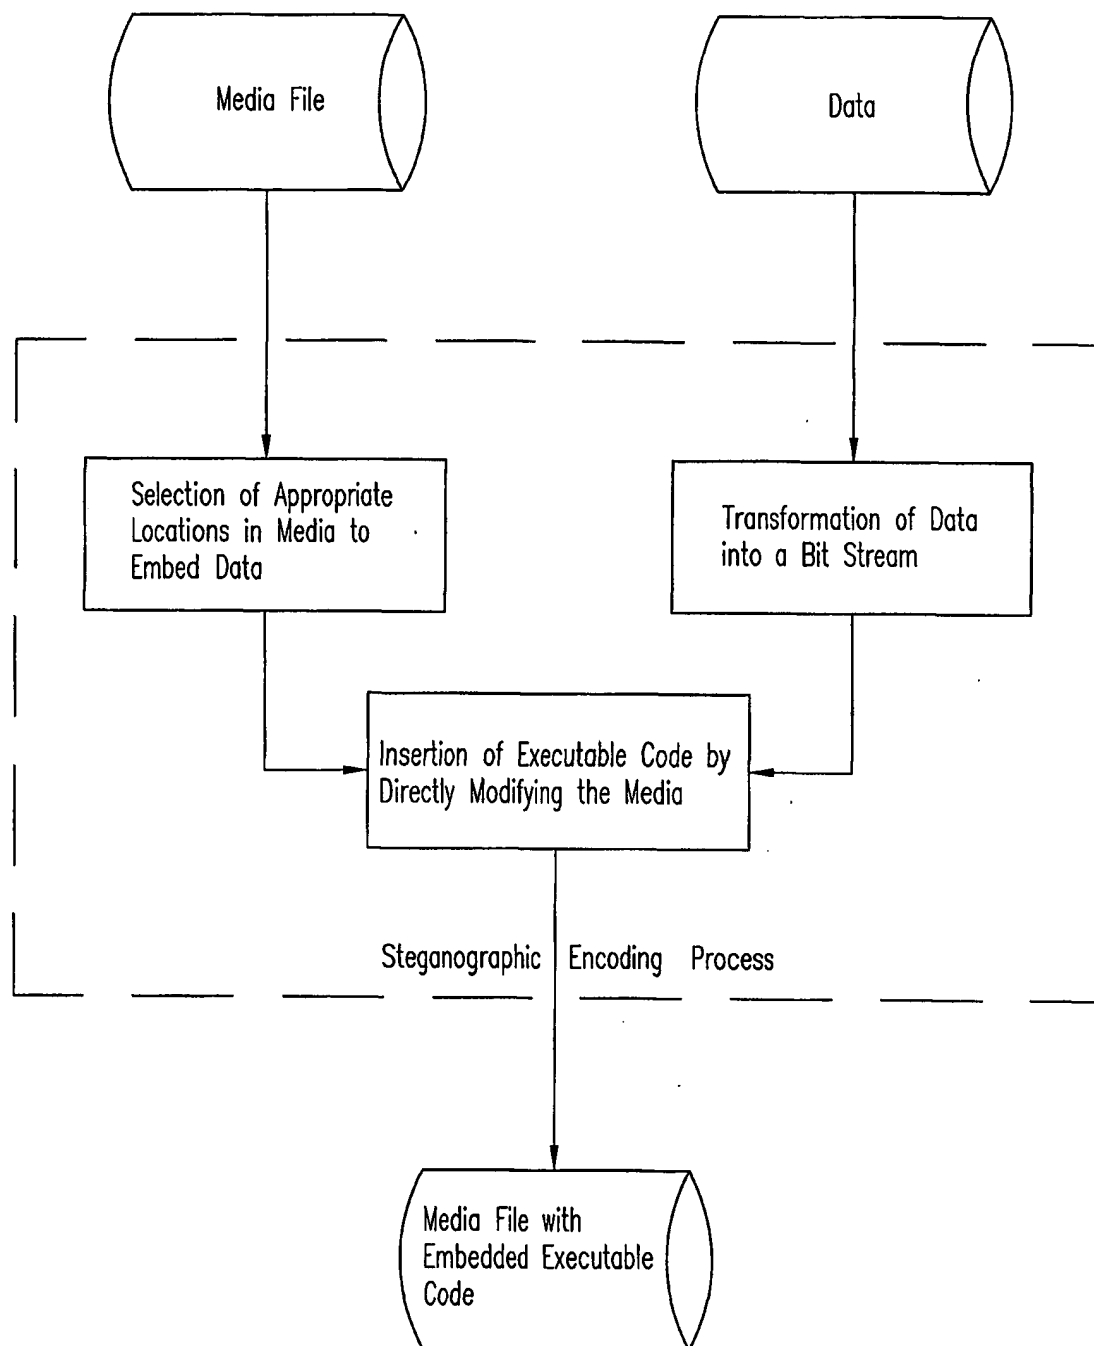 Media File
Data
Selection of Appropriate
Locations in Media to
Embed Data
Transformation of Data
into a Bit Stream
Insertion of Executable Code by
Directly Modifying the Media
Steganographic Encoding Process
Media File with
Embedded Executable
Code